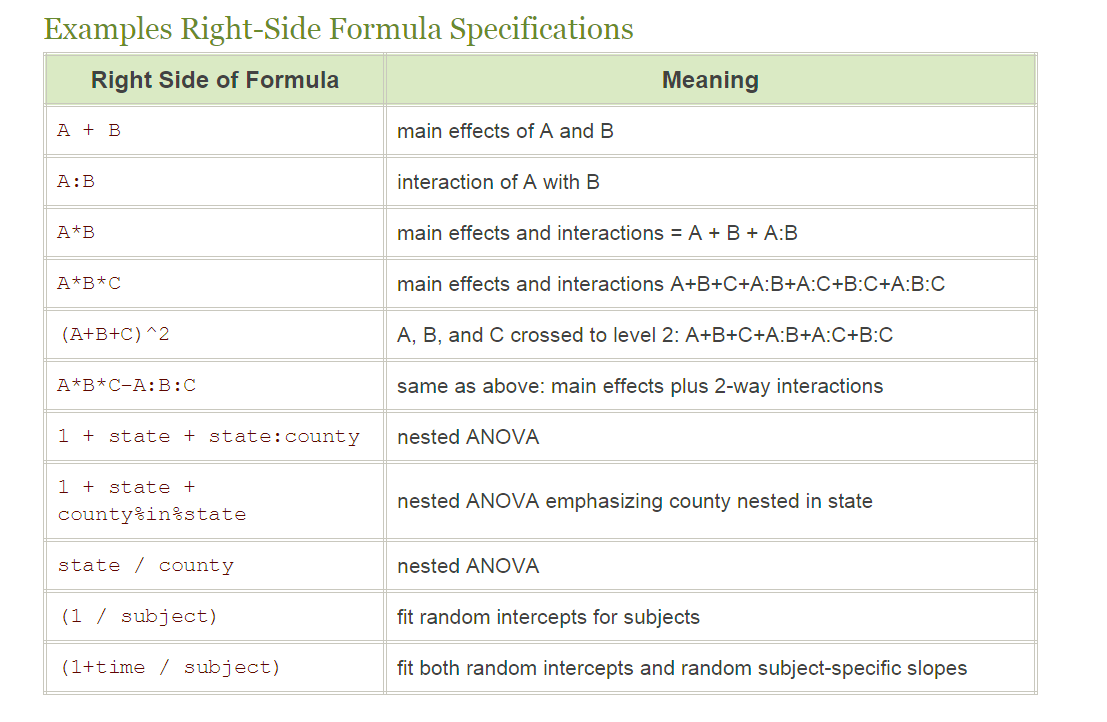 Examples Right-Side Formula Specifications
Right Side of Formula Meaning
A + B main effects of A and B
A:B interaction of A with B
A*B main effects and interactions = A + B + A:B
A*B*C main effects and interactions A+B+C+A:B+A:C+B:C+A:B:C
(A+B+C)^2 A, B, and C crossed to level 2: A+B+C+A:B+A:C+B:C
A*B*C-A:B:C same as above: main effects plus 2-way interactions
1 + state + state:county nested ANOVA
1 + state +
county%in%state nested ANOVA emphasizing county nested in state
state / county nested ANOVA
(1 / subject) fit random intercepts for subjects
(1+time / subject) fit both random intercepts and random subject-specific slopes